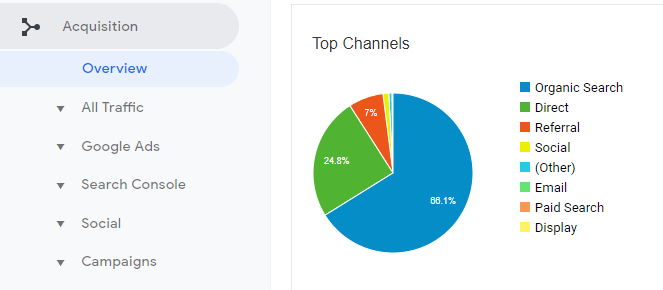 Acquisition
Overview
All Traffic
Google Ads
Search Console
Social
Campaigns
Top Channels
7%
24.8%
66.1%
Organic Search
Direct
Referral
Social
(Other)
Email
Paid Search
Display